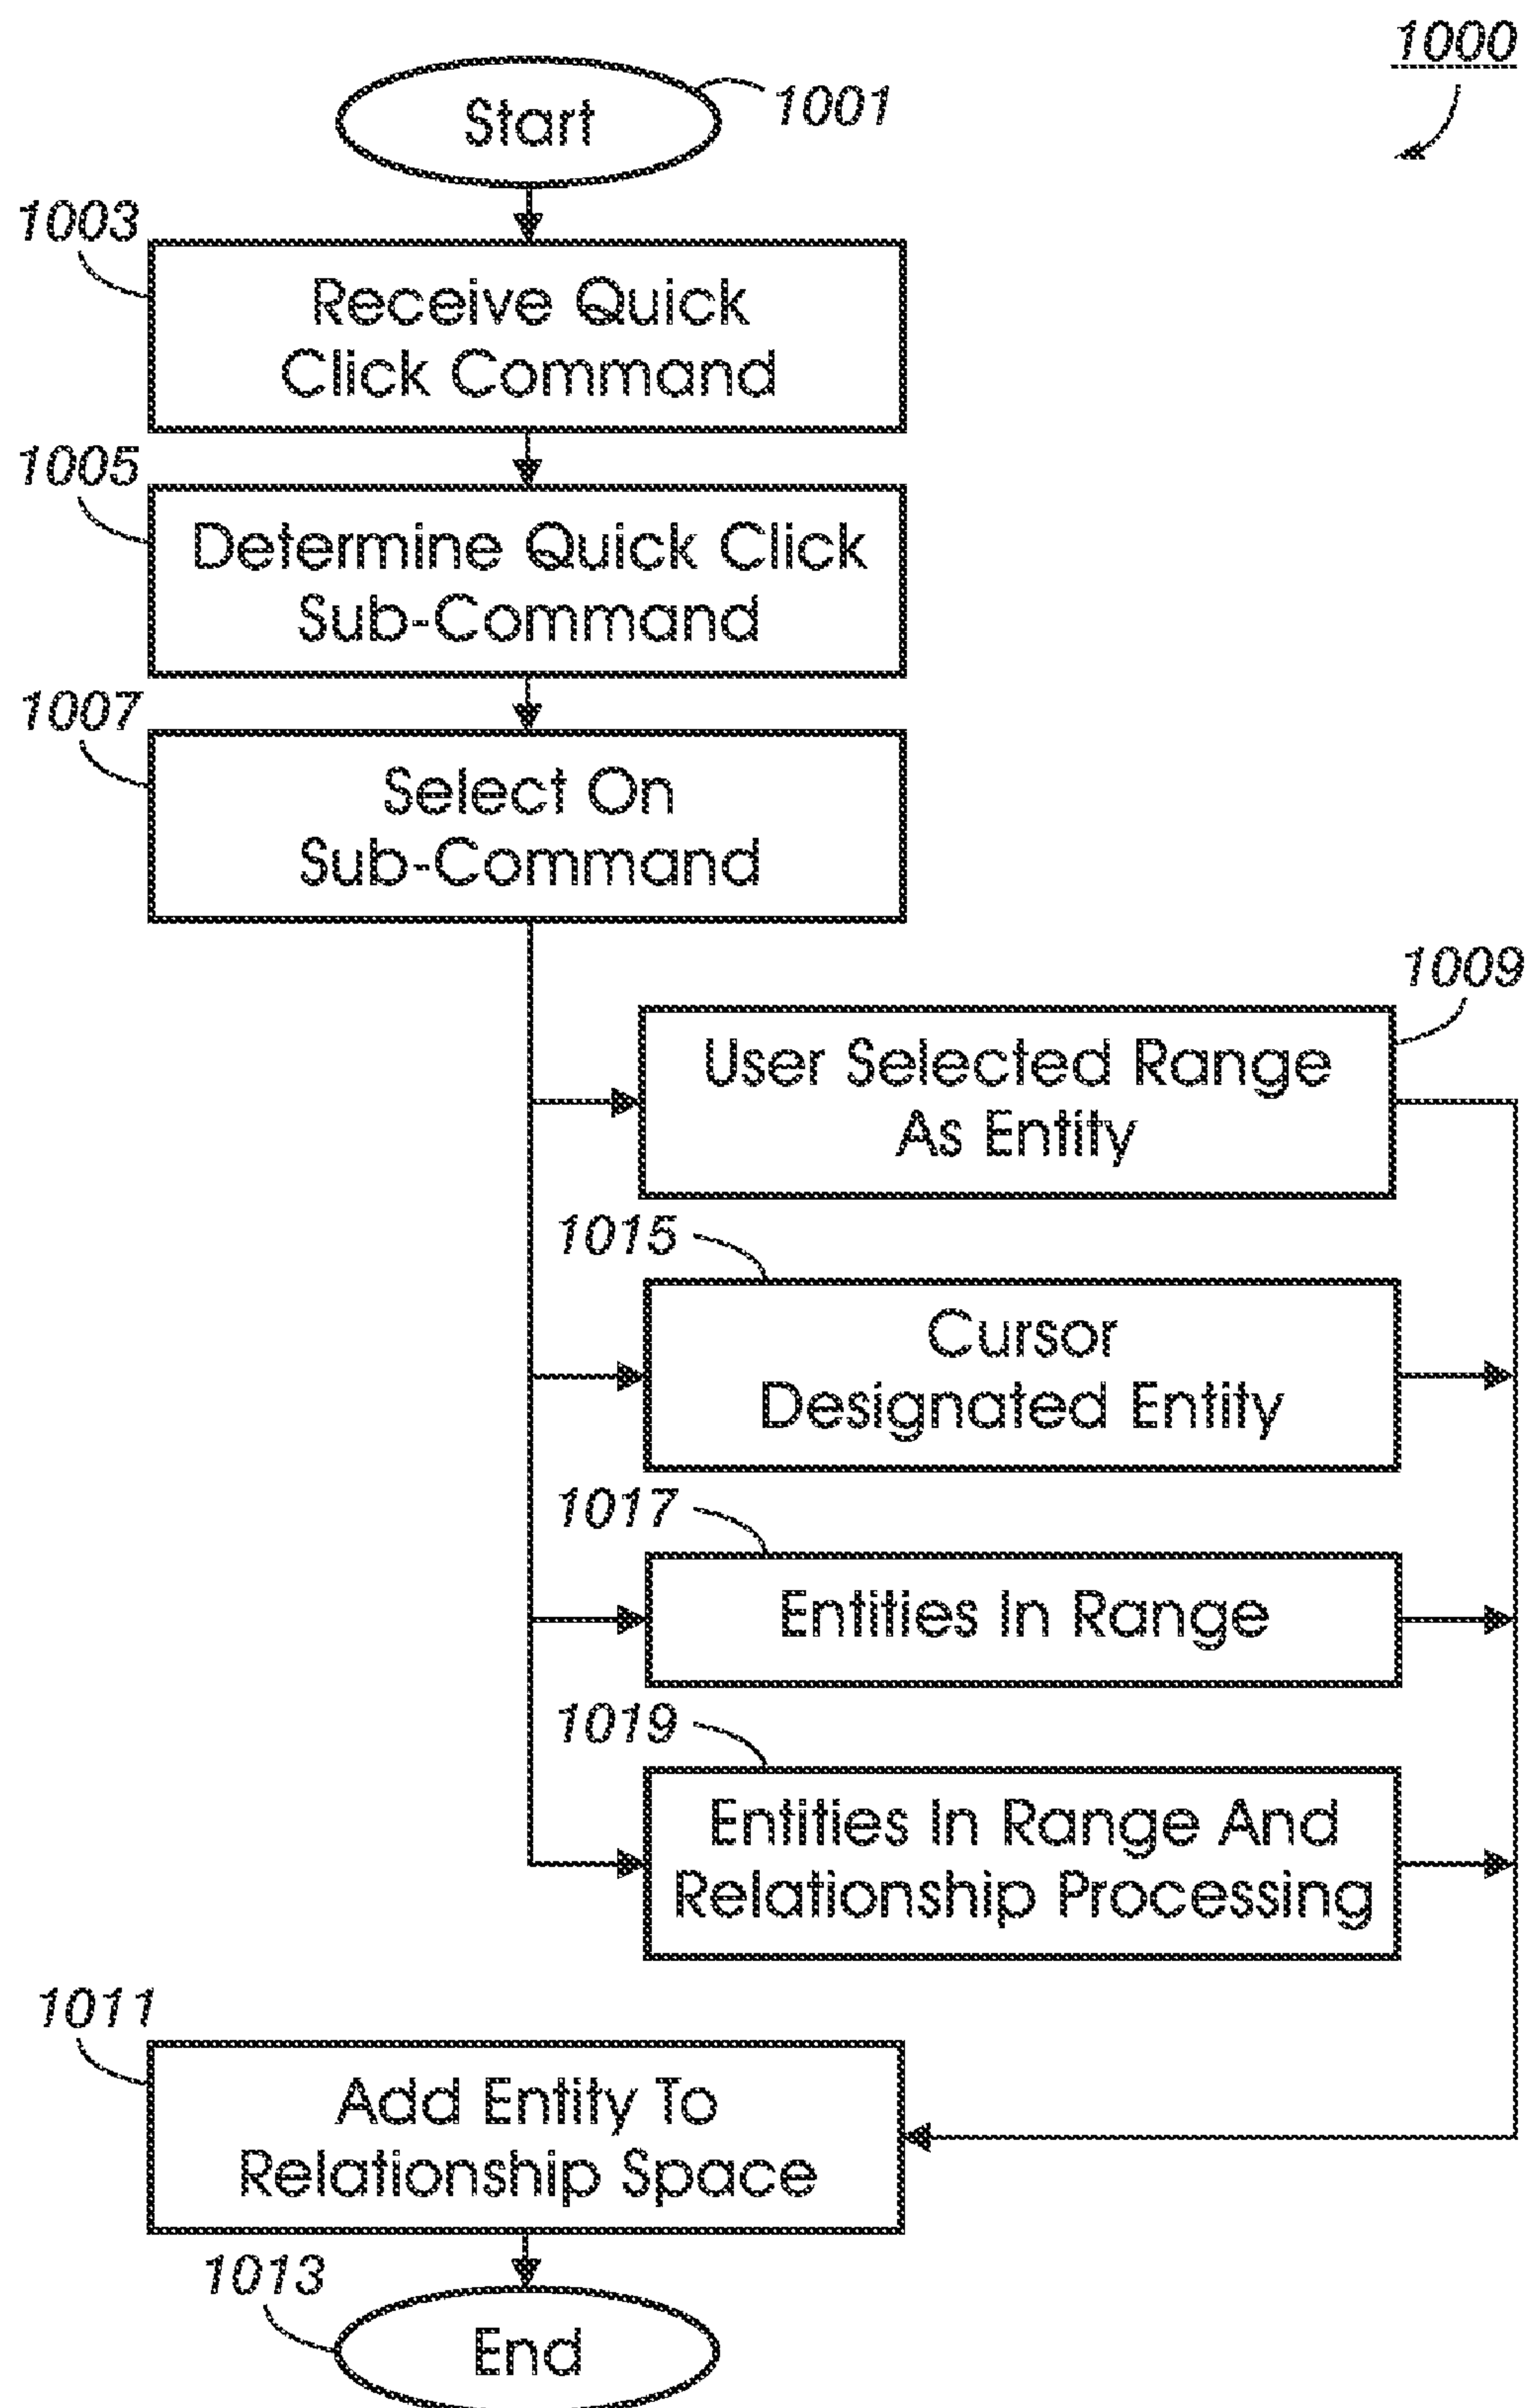 1000
Start
1001
1003
Receive Quick
Click Command
1005
Determine Quick Click
Sub-Command
1007
Select On
Sub-Command
1009
User Selected Range
As Entity
1015
Cursor
Designated Entity
1017
Entities In Range
1019
Entities In Range And
Relationship Processing
1011
Add Entity To
Relationship Space
1013
End